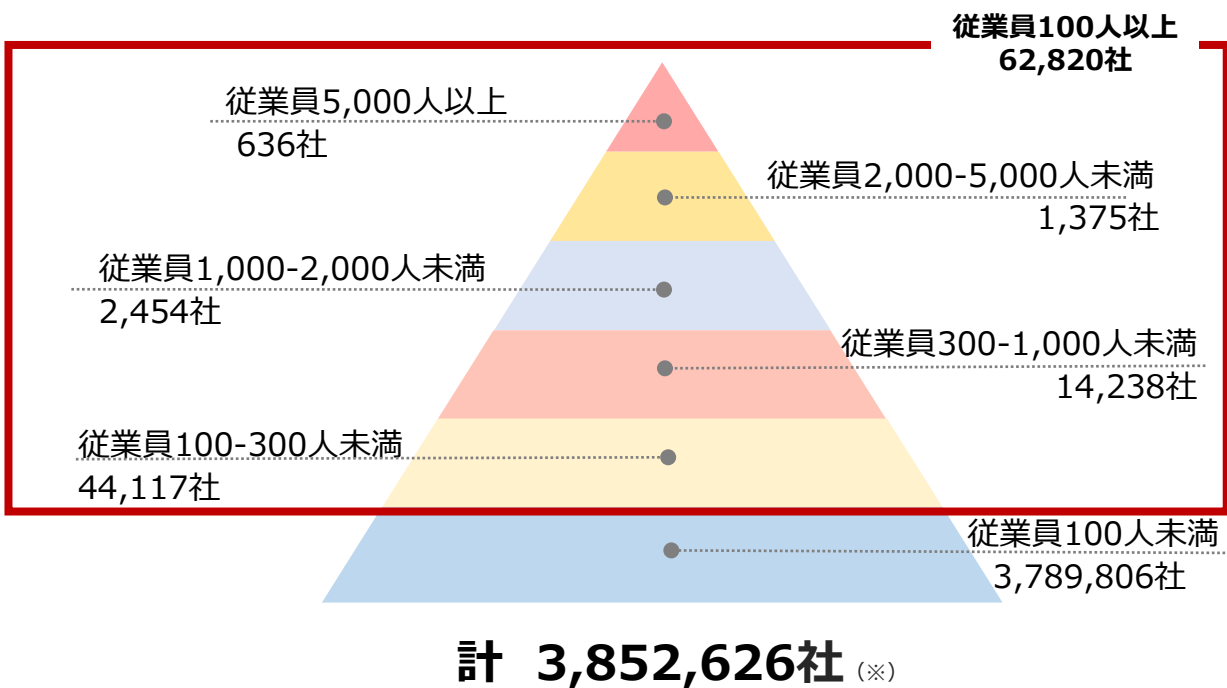 従業員100人以上
62,820社
従業員5,000人以上
636社
従業員2,000-5,000人未満
1,375社
従業員1,000-2,000人未満
2,454社
従業員300-1,000人未満
14,238社
従業員100-300人未満
44,117社
従業員100人未満
3,789,806社
計 3,852,626社（※）